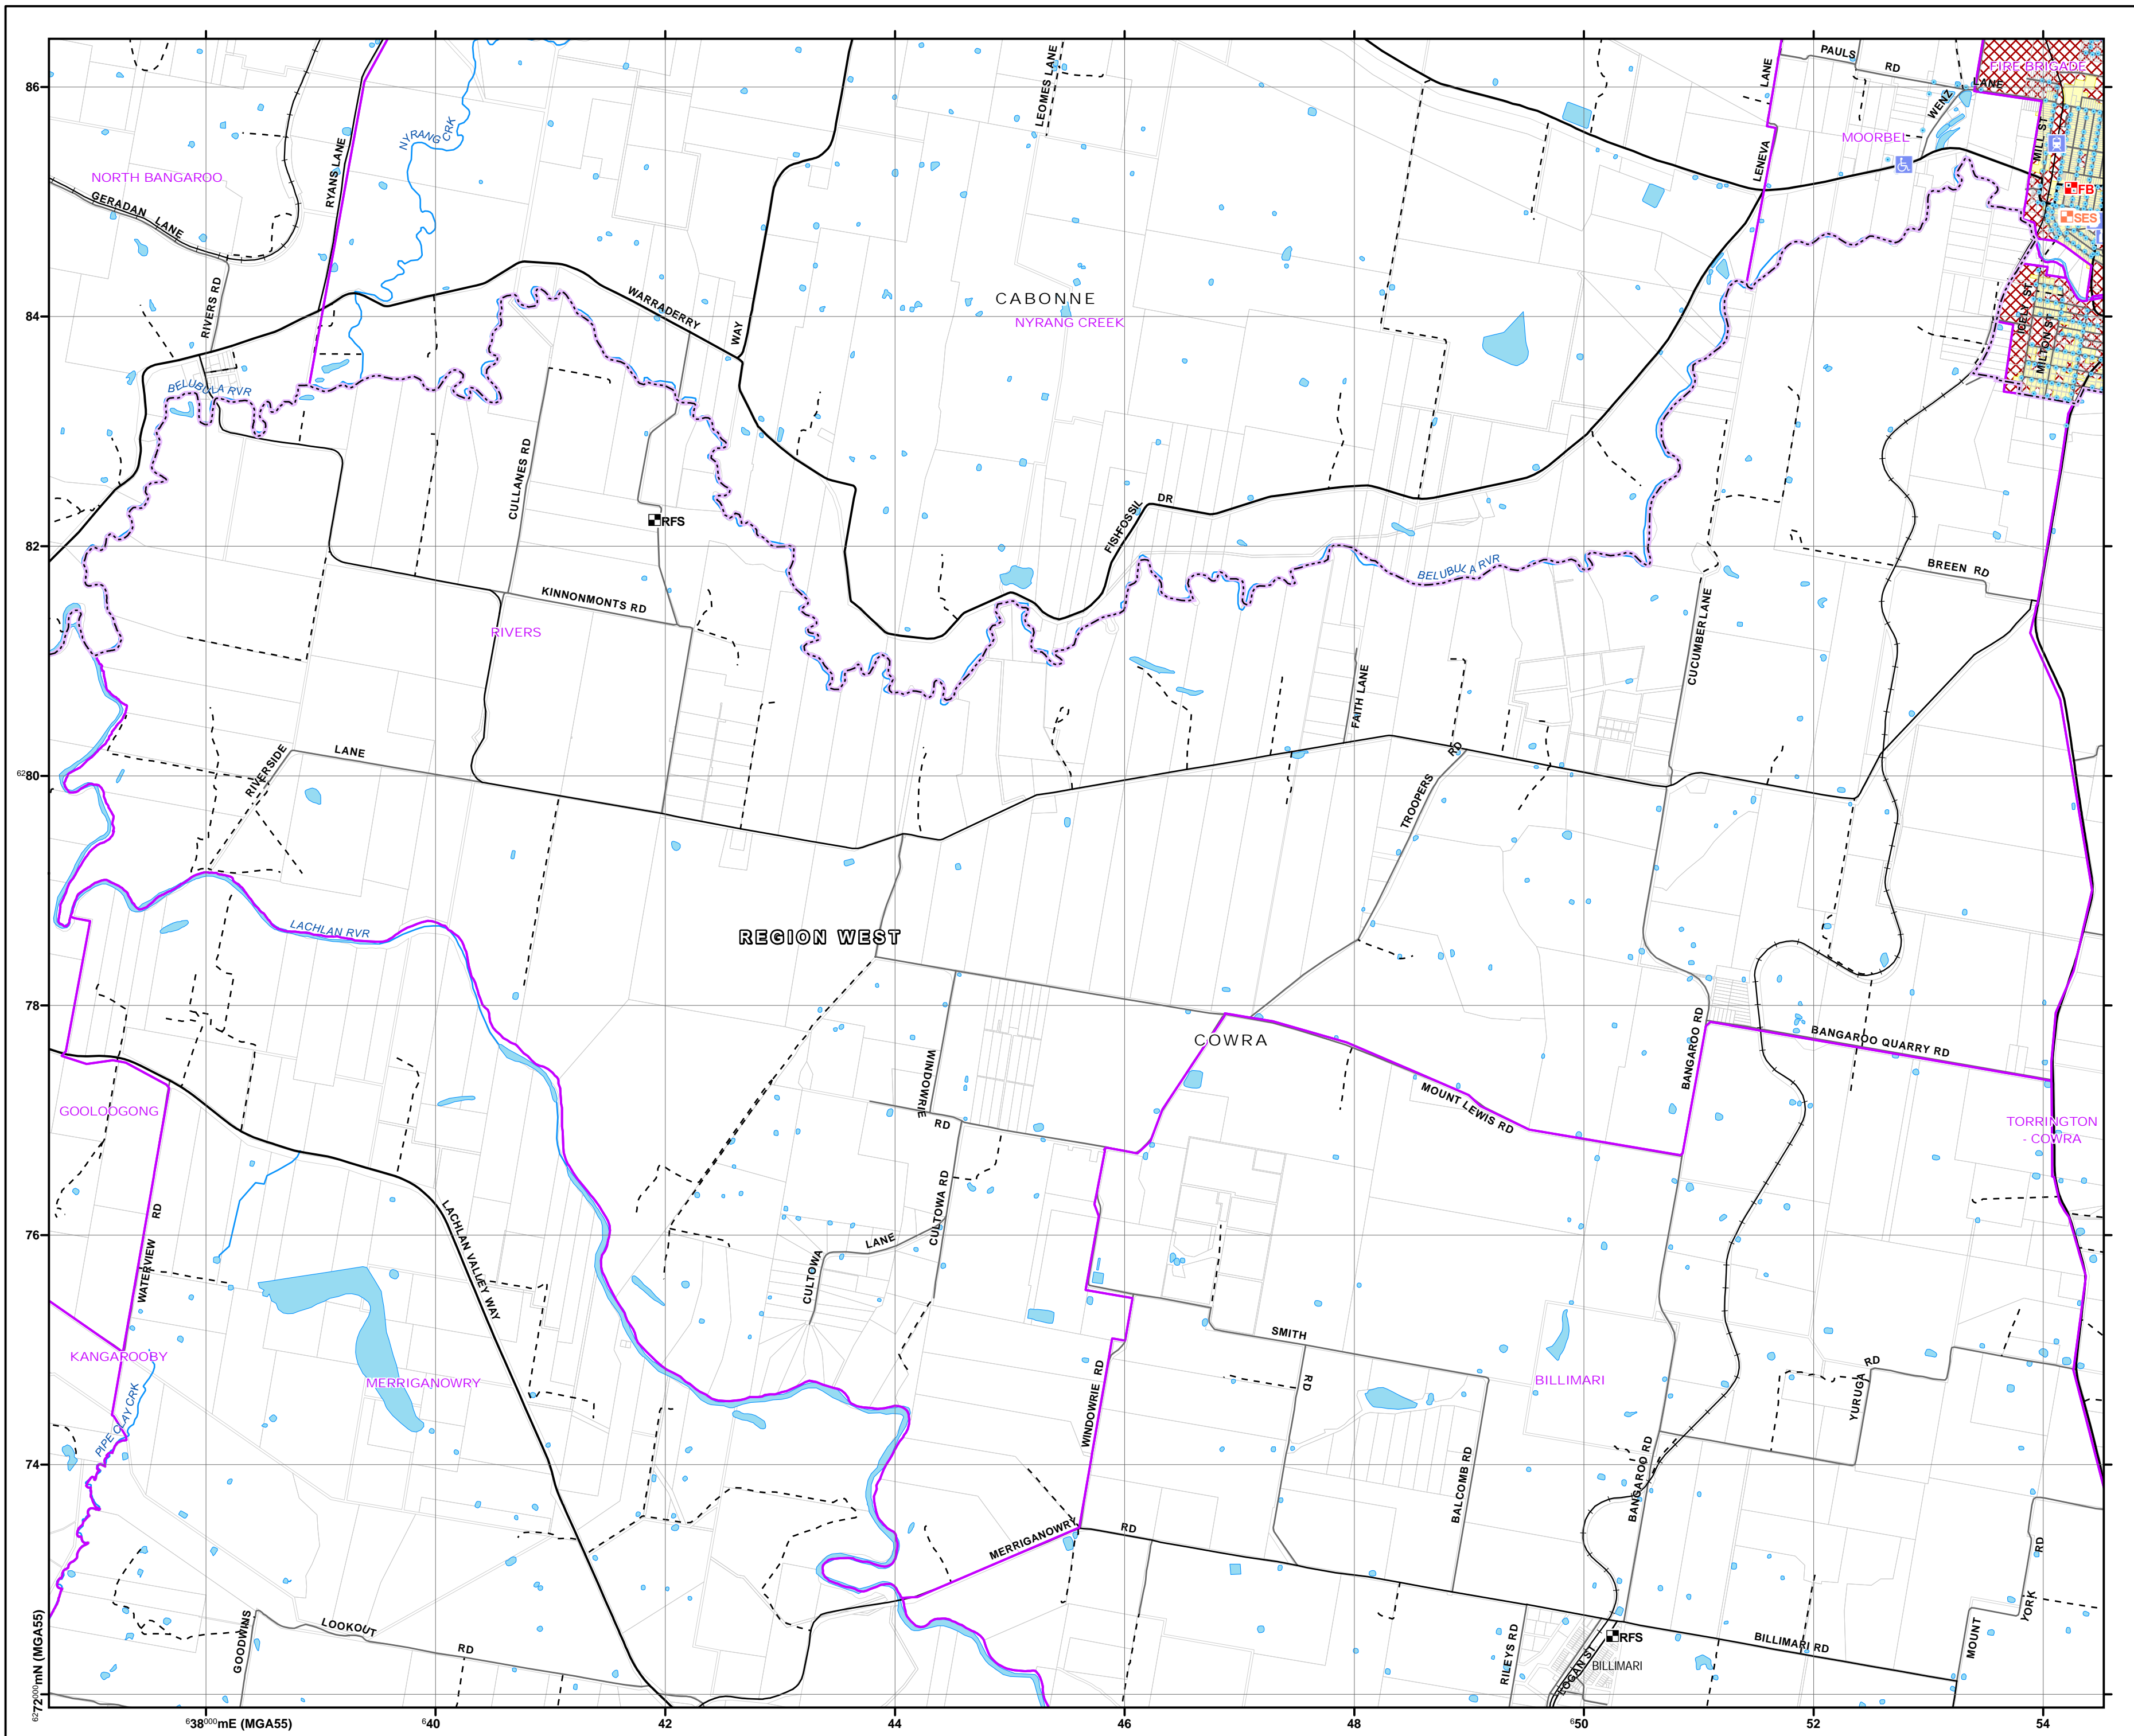 PAULS
RD
FIRE BRIGADE
LANE
LEOMES LANE
LANE
86
WENZ
NYRANG CRK
MOORBEL
MILL ST
LENEVA
NORTH BANGAROO
RYANS LANE
FB
GERADAN LANE
SES
RIVERS RD
WARRADERRY
WAY
CABONNE
NYRANG CREEK
84
MILTON ST
BELUBULA RVR
CULLANES RD
FISHFOSSIL
DR
RFS
82
BELUBULA RVR
BREEN RD
KINNONMONTS RD
RIVERS
CUCUMBER LANE
FAITH LANE
RIVERSIDE
LANE
RD
TROOPERS
6280
LACHLAN RVR
REGION WEST
78
COWRA
BANGAROO QUARRY RD
BANGAROO RD
WINDOWRIE
RD
MOUNT LEWIS RD
GOOLOOGONG
TORRINGTON
- COWRA
76
WATERVIEW RD
LACHLAN VALLEY WAY
CULTOWA RD
LANE
CULTOWA
SMITH
RD
KANGAROOBY
MERRIGANOWRY
BILLIMARI
WINDOWRIE RD
RD
YURUGA
PIPE CLAY CRK
74
BALCOMB RD
BANGAROO RD
MERRIGANOWRY
RD
RD
YORK
MOUNT
GOODWINS
LOOKOUT
RD
RILEYS RD
RFS
BILLIMARI RD
LOGAN ST
BILLIMARI
6272000mN (MGA55)
638000mE (MGA55)
640
42
44
46
48
650
52
54